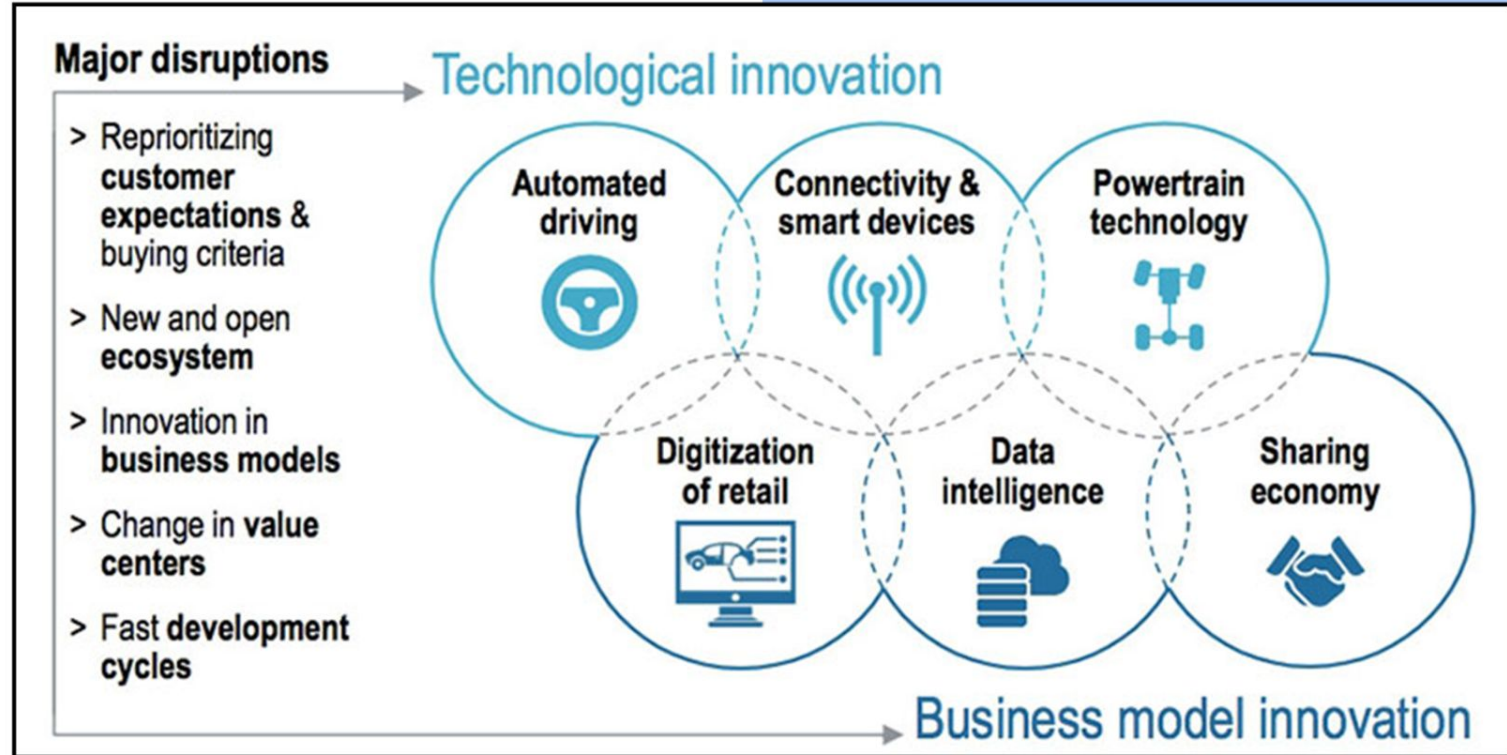 Major disruptions
Technological innovation
> Reprioritizing
customer
expectations &
buying criteria
> New and open
ecosystem
> Innovation in
business models
> Change in value
centers
> Fast development
cycles
Automated
driving
Connectivity &
smart devices
Powertrain
technology
Digitization
of retail
Data
intelligence
Sharing
economy
Business model innovation